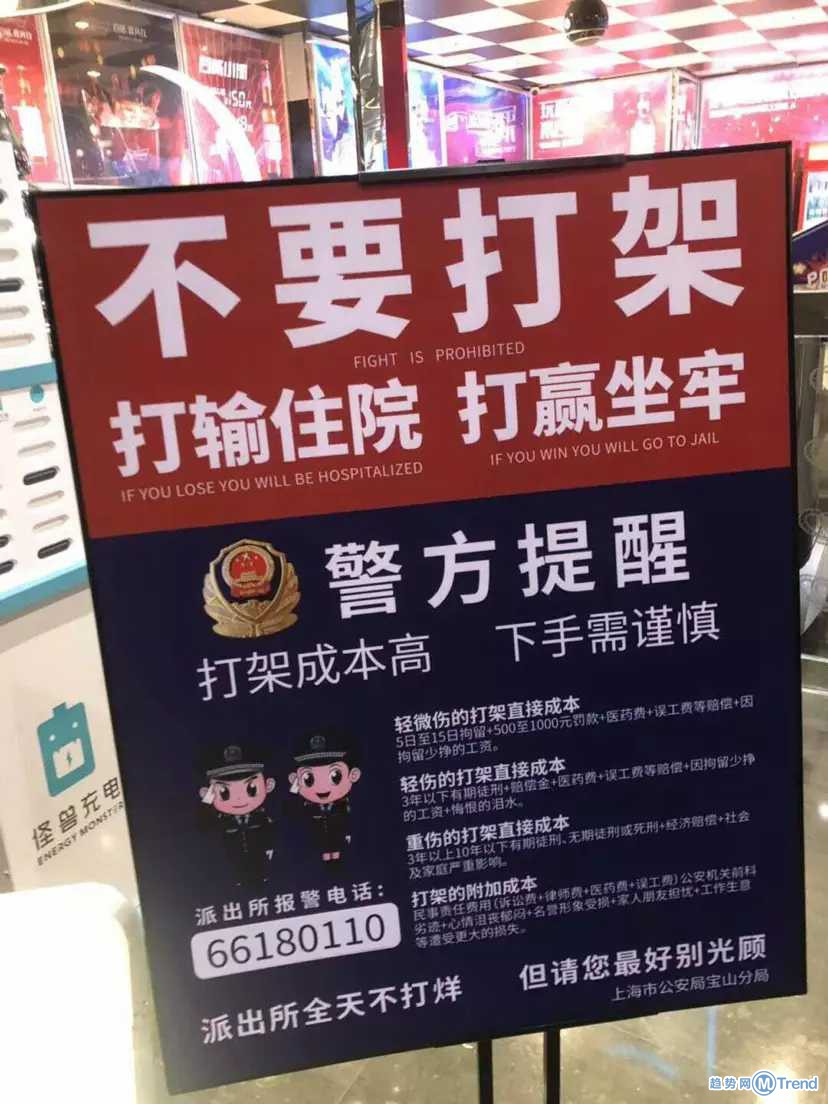 不要打架
FIGHT IS PROHIBITED
打输住院 打赢坐牢
IF YOU LOSE YOU WILL BE HOSPITALIZED IF YOU WIN YOU WILL GO TO JAIL
警方提醒
打架成本高 下手需谨慎
轻微伤的打架直接成本
5日至15日拘留+500至1000元罚款+医药费+误工费等赔偿+因
拘留少挣的工资。
轻伤的打架直接成本
3年以下有期徒刑+赔偿金+医药费+误工费等赔偿+因拘留少挣
的工资+悔恨的泪水。
重伤的打架直接成本
3年以上10年以下有期徒刑、无期徒刑或死刑+经济赔偿+社会
及家庭严重影响。
打架的附加成本
民事责任费用(诉讼费+律师费+医药费+误工费)公安机关前科
劣迹+心情沮丧郁闷+名誉形象受损+家人朋友担忧+工作生意
等遭受更大的损失。
派出所报警电话:
66180110
派出所全天不打烊 但请您最好别光顾
上海市公安局宝山分局
怪兽充电
ENERGY MONSTER
趋势网 M Trend